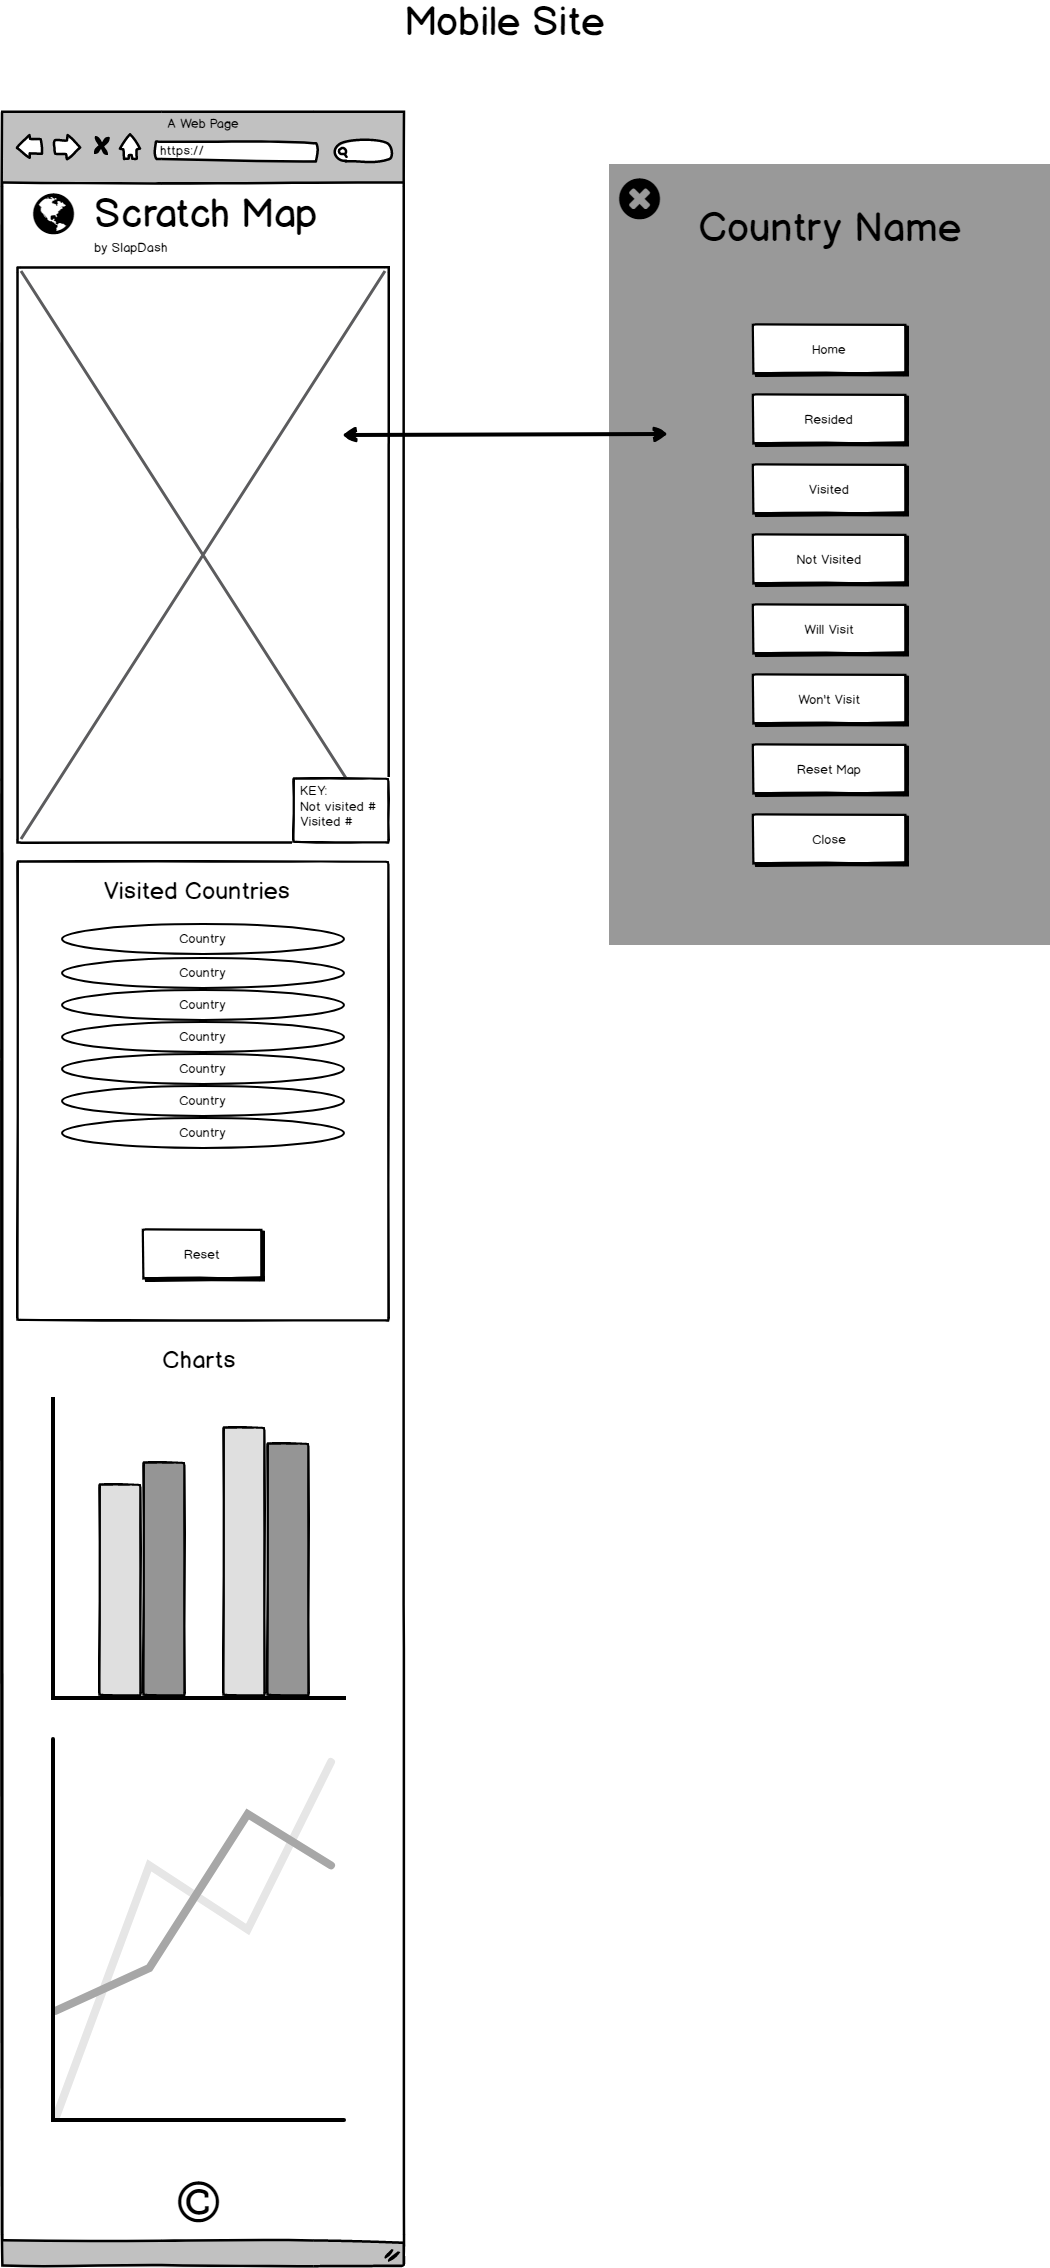 Mobile Site
A Web Page
https://
Scratch Map
by SlapDash
KEY:
Not visited #
Visited #
Visited Countries
Country
Country
Country
Country
Country
Country
Country
Reset
Charts
©
Country Name
Home
Resided
Visited
Not Visited
Will Visit
Won't Visit
Reset Map
Close